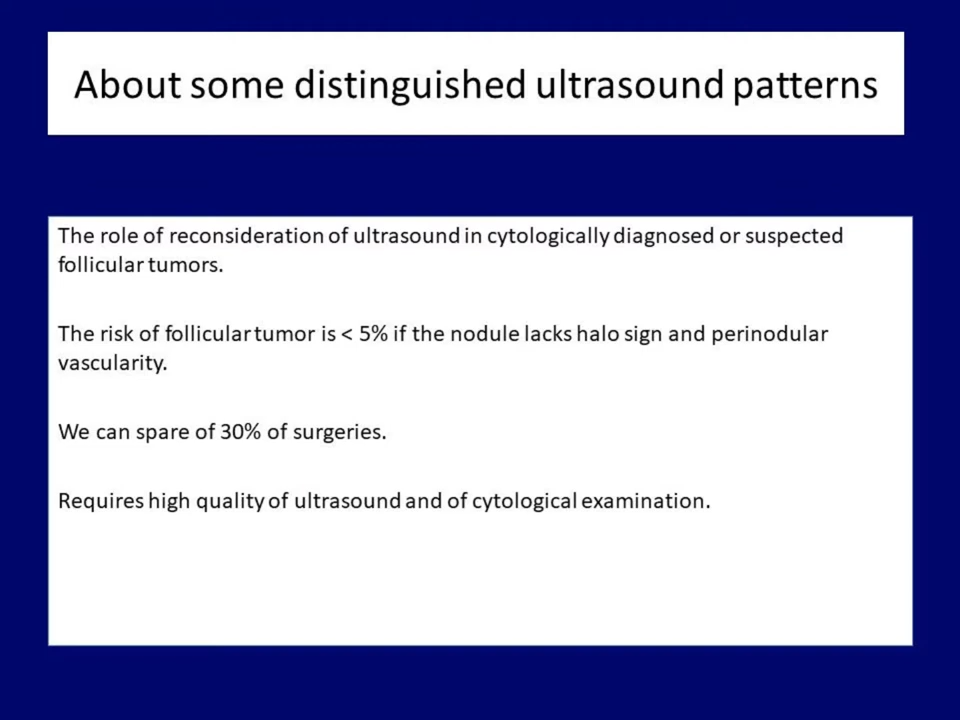 About some distinguished ultrasound patterns
The role of reconsideration of ultrasound in cytologically diagnosed or suspected
follicular tumors.
The risk of follicular tumor is < 5% if the nodule lacks halo sign and perinodular
vascularity.
We can spare of 30% of surgeries.
Requires high quality of ultrasound and of cytological examination.